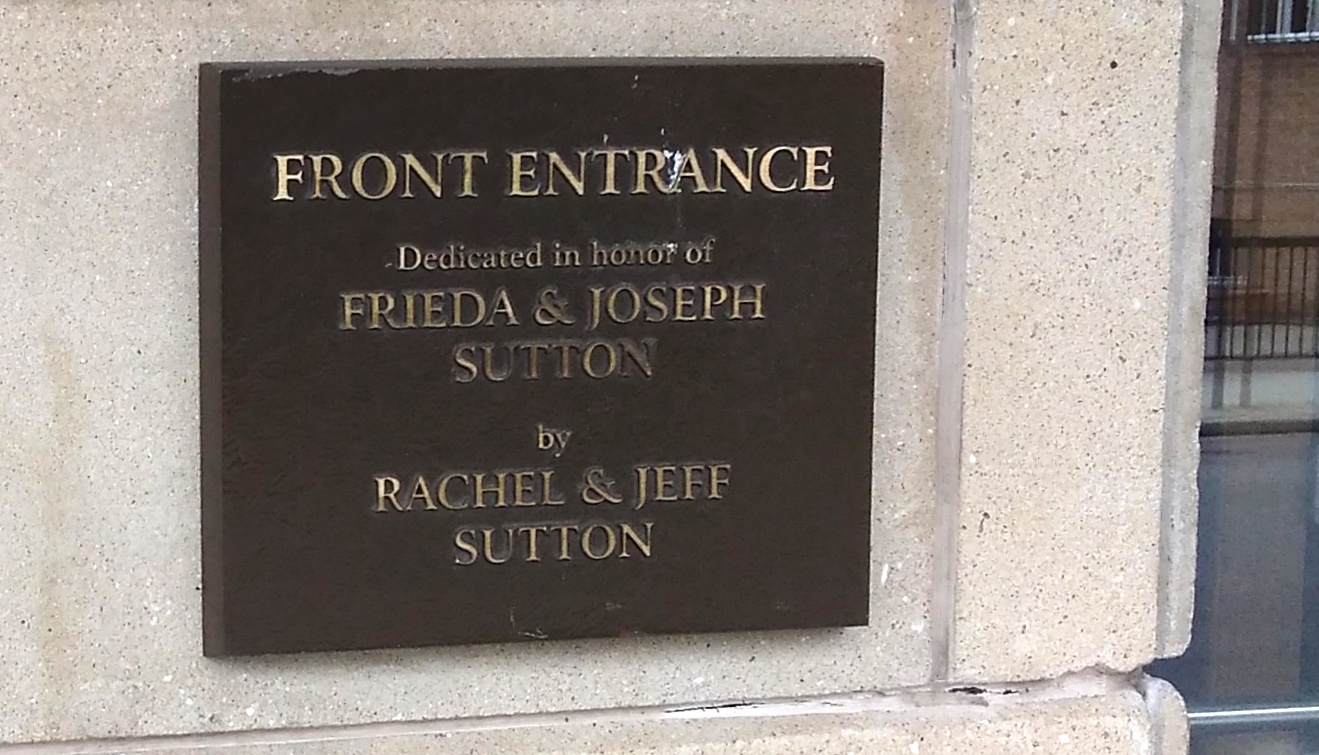 FRONT ENTRANCE
Dedicated in honor of
FRIEDA & JOSEPH
SUTTON
by
RACHEL & JEFF
SUTTON